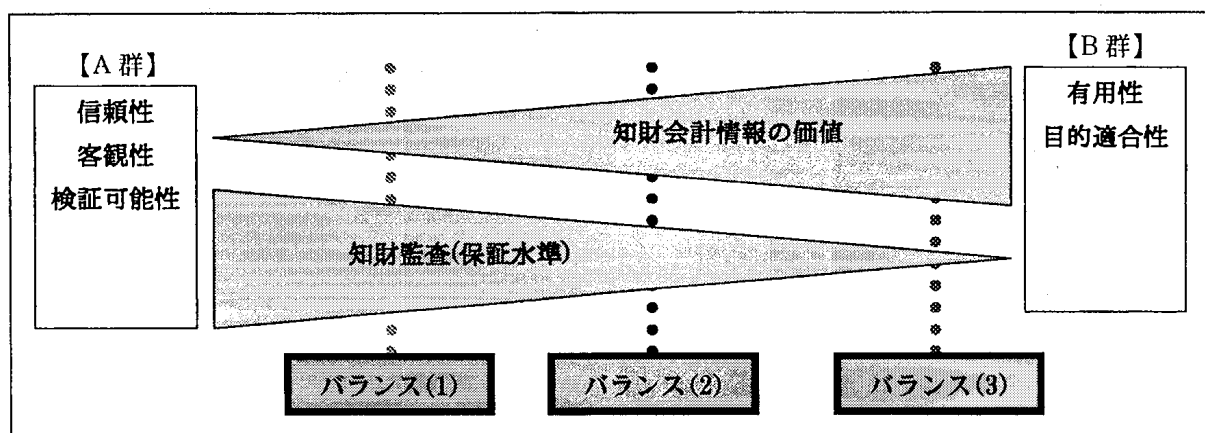 【A 群】
信頼性
客観性
検証可能性
知財会計情報の価値
知財監査(保証水準)
【B 群】
有用性
目的適合性
バランス(1)
バランス(2)
バランス(3)